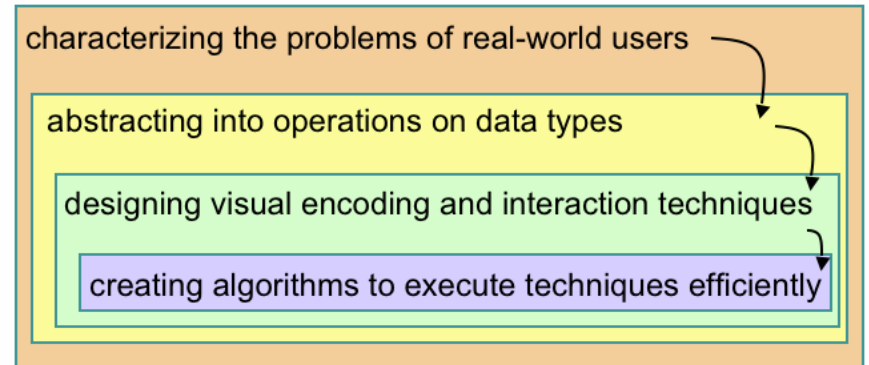 characterizing the problems of real-world users
abstracting into operations on data types
designing visual encoding and interaction techniques
creating algorithms to execute techniques efficiently